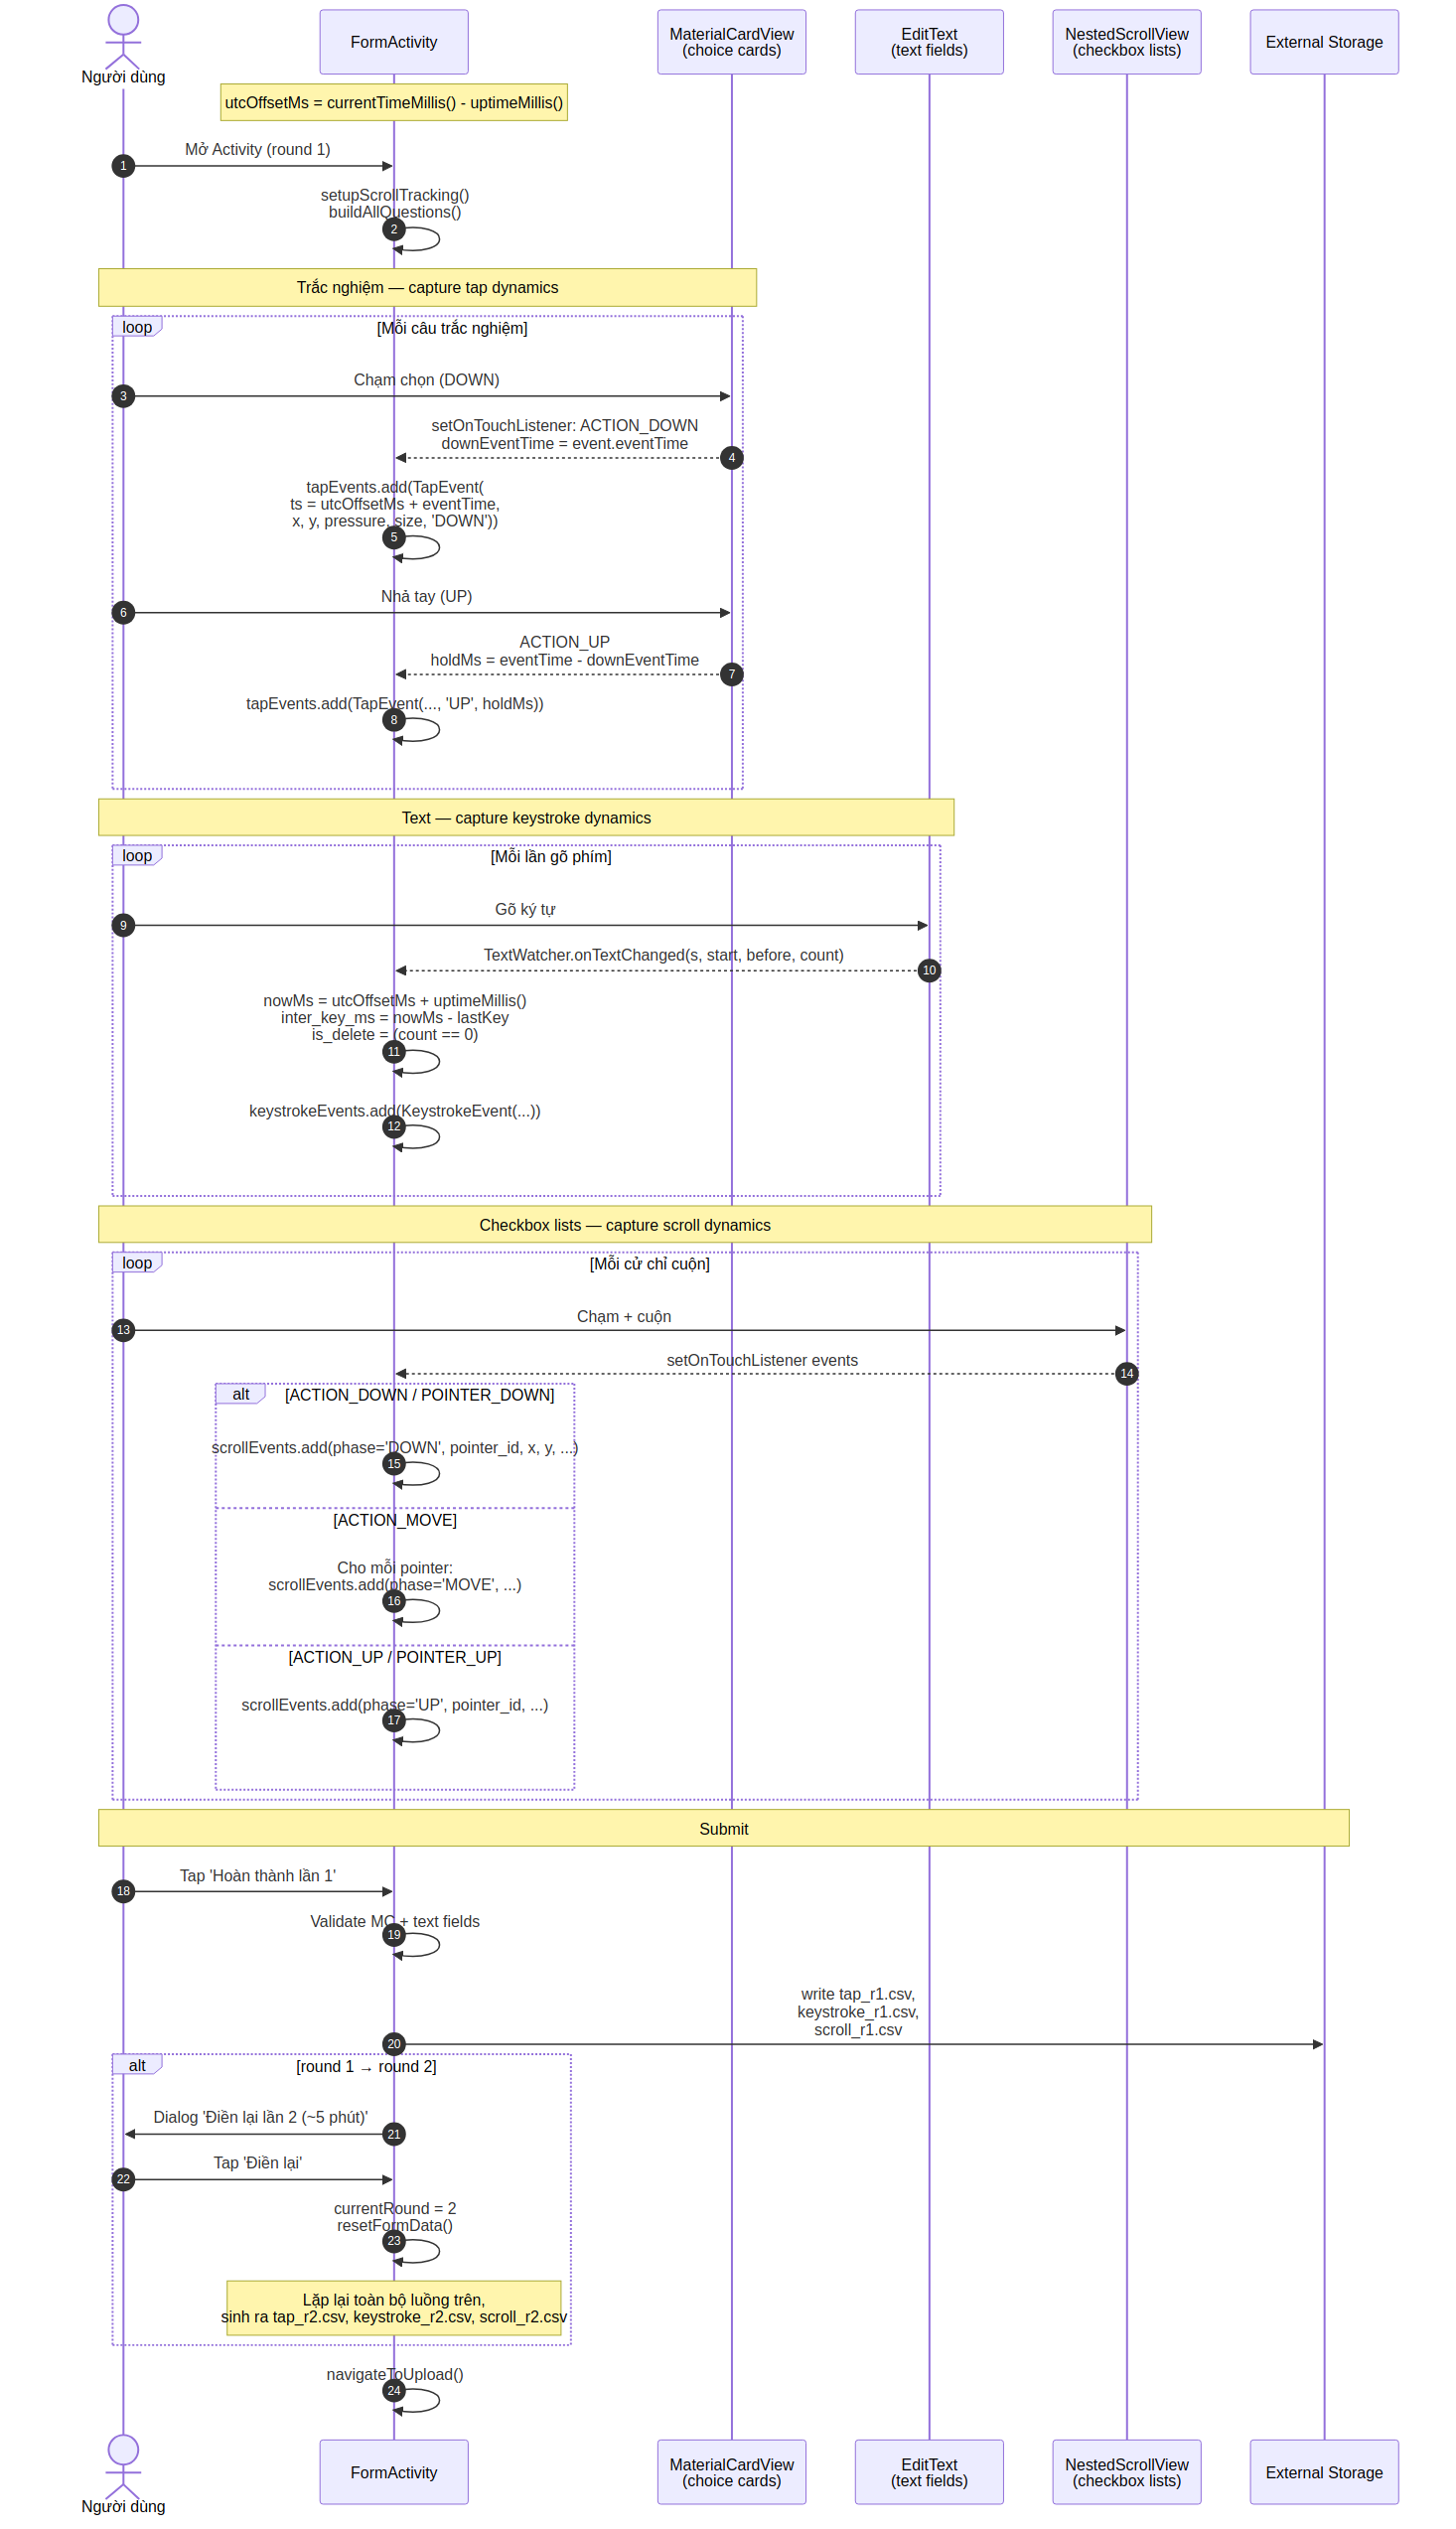 Người dùng
FormActivity
MaterialCardView
(choice cards)
EditText
(text fields)
NestedScrollView
(checkbox lists)
External Storage
utcOffsetMs = currentTimeMillis() - uptimeMillis()
1
Mở Activity (round 1)
setupScrollTracking()
buildAllQuestions()
2
Trắc nghiệm — capture tap dynamics
loop
[Mỗi câu trắc nghiệm]
Chạm chọn (DOWN)
3
setOnTouchListener: ACTION_DOWN
downEventTime = event.eventTime
4
tapEvents.add(TapEvent(
ts = utcOffsetMs + eventTime,
x, y, pressure, size, 'DOWN'))
5
Nhả tay (UP)
6
ACTION_UP
holdMs = eventTime - downEventTime
7
tapEvents.add(TapEvent(..., 'UP', holdMs))
8
Text — capture keystroke dynamics
loop
[Mỗi lần gõ phím]
Gõ ký tự
9
TextWatcher.onTextChanged(s, start, before, count)
10
nowMs = utcOffsetMs + uptimeMillis()
inter_key_ms = nowMs - lastKey
is_delete = (count == 0)
11
keystrokeEvents.add(KeystrokeEvent(...))
12
Checkbox lists — capture scroll dynamics
loop
[Mỗi cử chỉ cuộn]
Chạm + cuộn
13
setOnTouchListener events
14
alt
[ACTION_DOWN / POINTER_DOWN]
scrollEvents.add(phase='DOWN', pointer_id, x, y, ...)
15
[ACTION_MOVE]
Cho mỗi pointer:
scrollEvents.add(phase='MOVE', ...)
16
[ACTION_UP / POINTER_UP]
scrollEvents.add(phase='UP', pointer_id, ...)
17
Submit
Tap 'Hoàn thành lần 1'
18
Validate MC + text fields
19
write tap_r1.csv,
keystroke_r1.csv,
scroll_r1.csv
20
alt
[round 1 → round 2]
Dialog 'Điền lại lần 2 (~5 phút)'
21
Tap 'Điền lại'
22
currentRound = 2
resetFormData()
23
Lặp lại toàn bộ luồng trên,
sinh ra tap_r2.csv, keystroke_r2.csv, scroll_r2.csv
navigateToUpload()
24
Người dùng
FormActivity
MaterialCardView
(choice cards)
EditText
(text fields)
NestedScrollView
(checkbox lists)
External Storage